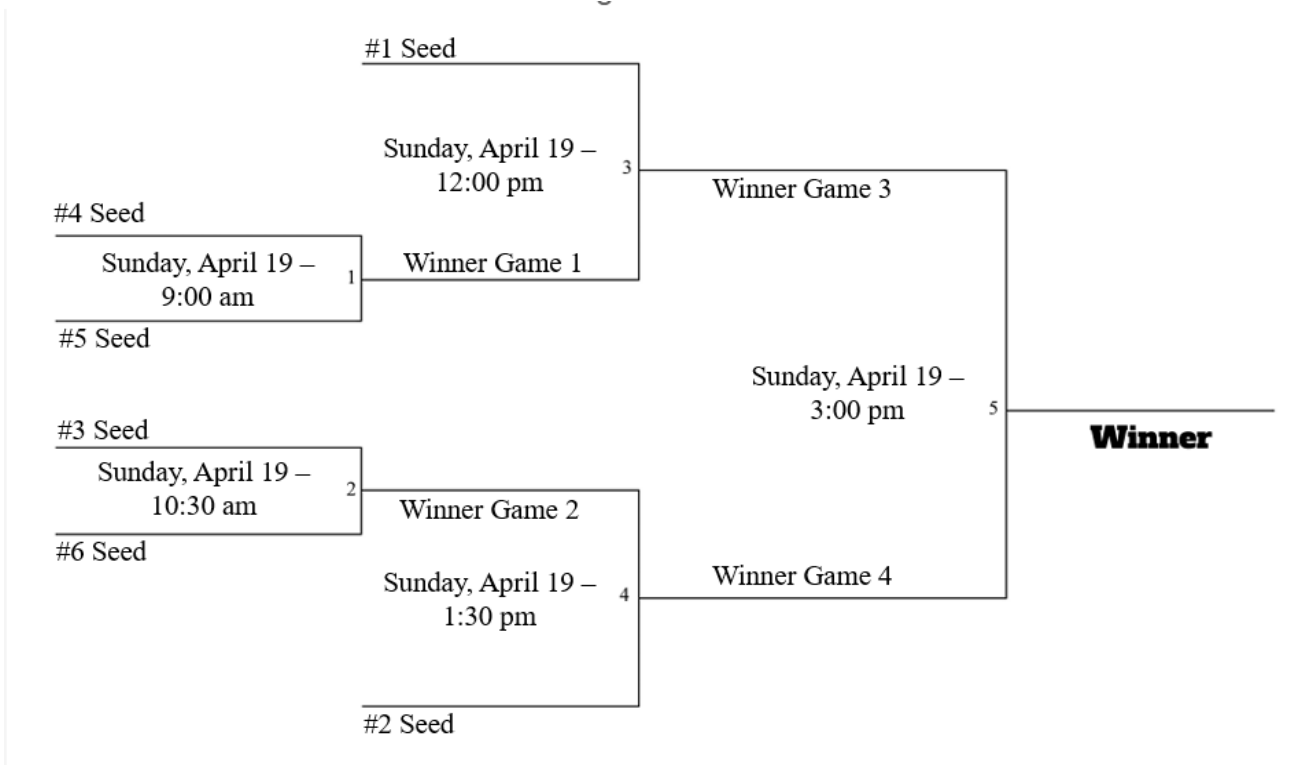 #1 Seed
Sunday, April 19 –
12:00 pm
3
Winner Game 3
#4 Seed
Sunday, April 19 –
9:00 am
1
Winner Game 1
#5 Seed
Sunday, April 19 –
3:00 pm
5
Winner
#3 Seed
Sunday, April 19 –
10:30 am
2
Winner Game 2
#6 Seed
Sunday, April 19 –
1:30 pm
4
Winner Game 4
#2 Seed